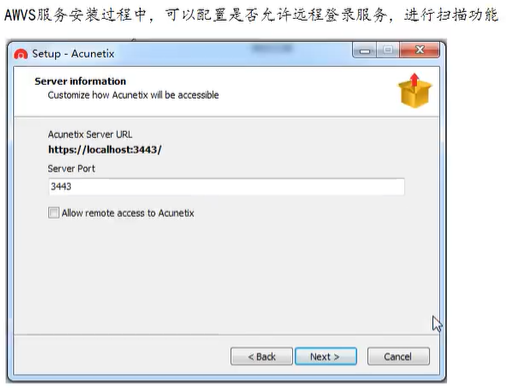 AWVS服务安装过程中，可以配置是否允许远程登录服务，进行扫描功能
Setup - Acunetix
Server information
Customize how Acunetix will be accessible
Acunetix Server URL
https://localhost:3443/
Server Port
3443
Allow remote access to Acunetix
< Back
Next >
Cancel